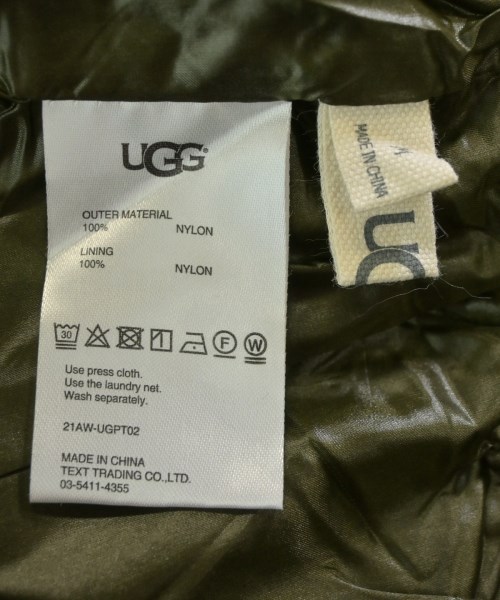 UGG®
OUTER MATERIAL
100% NYLON
LINING
100% NYLON
30
F
W
Use press cloth.
Use the laundry net.
Wash separately.
21AW-UGPT02
MADE IN CHINA
TEXT TRADING CO.,LTD.
03-5411-4355
MADE IN CHINA